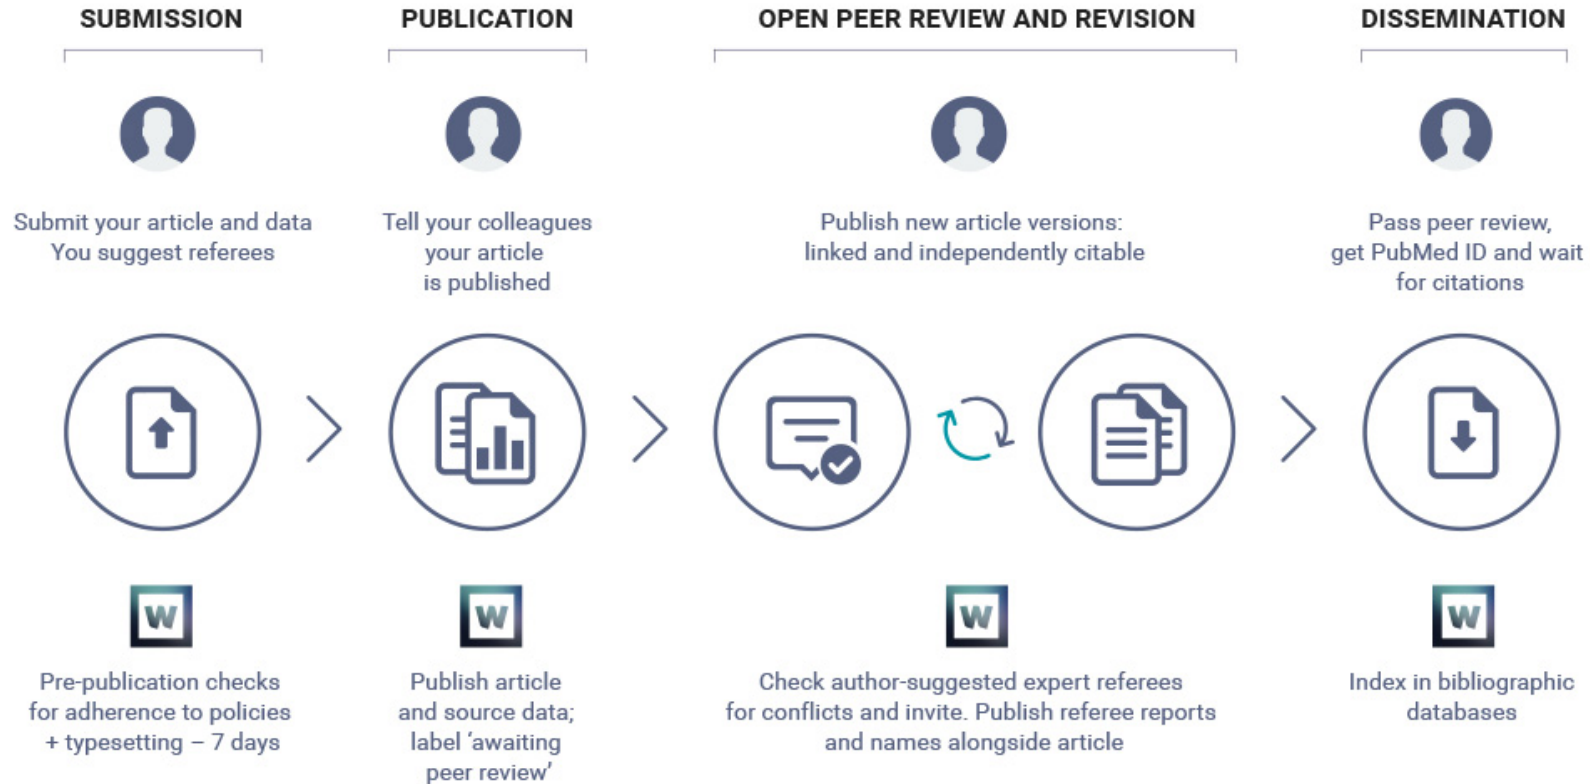 SUBMISSION
PUBLICATION
OPEN PEER REVIEW AND REVISION
DISSEMINATION
Submit your article and data
You suggest referees
Tell your colleagues
your article
is published
Publish new article versions:
linked and independently citable
Pass peer review,
get PubMed ID and wait
for citations
W
W
W
W
Pre-publication checks
for adherence to policies
+ typesetting – 7 days
Publish article
and source data;
label ‘awaiting
peer review’
Check author-suggested expert referees
for conflicts and invite. Publish referee reports
and names alongside article
Index in bibliographic
databases